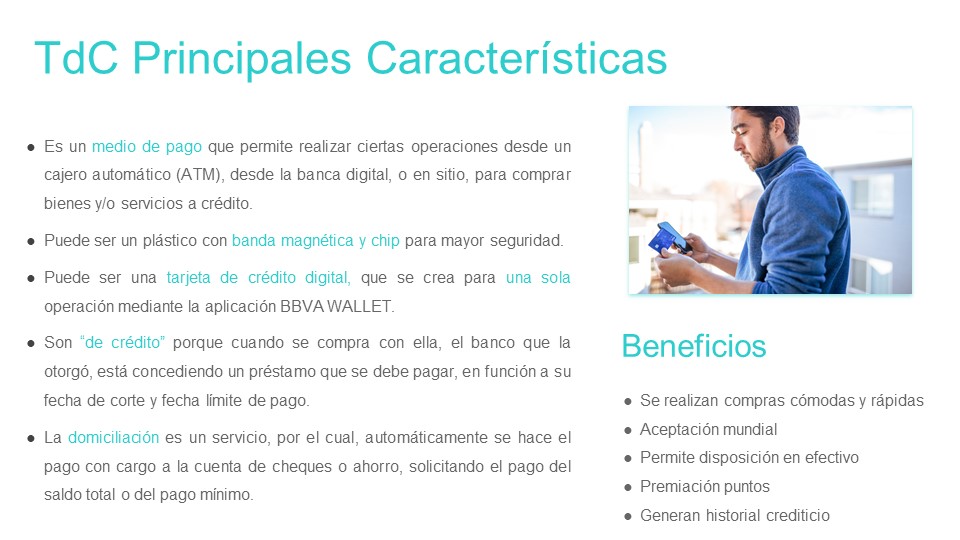 TdC Principales Características
● Es un medio de pago que permite realizar ciertas operaciones desde un
cajero automático (ATM), desde la banca digital, o en sitio, para comprar
bienes y/o servicios a crédito.
● Puede ser un plástico con banda magnética y chip para mayor seguridad.
● Puede ser una tarjeta de crédito digital, que se crea para una sola
operación mediante la aplicación BBVA WALLET.
● Son “de crédito” porque cuando se compra con ella, el banco que la
otorgó, está concediendo un préstamo que se debe pagar, en función a su
fecha de corte y fecha límite de pago.
● La domiciliación es un servicio, por el cual, automáticamente se hace el
pago con cargo a la cuenta de cheques o ahorro, solicitando el pago del
saldo total o del pago mínimo.
Beneficios
● Se realizan compras cómodas y rápidas
● Aceptación mundial
● Permite disposición en efectivo
● Premiación puntos
● Generan historial crediticio